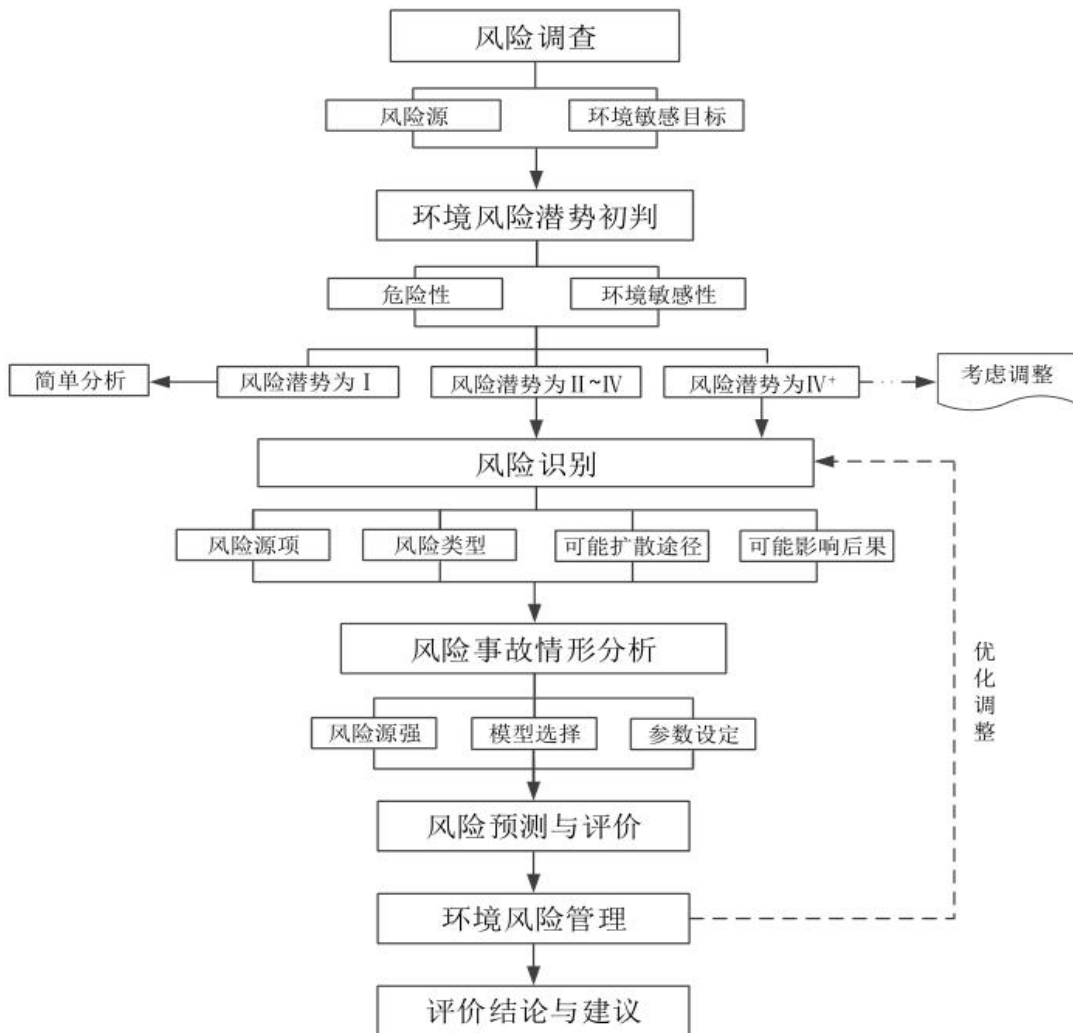 风险调查
风险源
环境敏感目标
环境风险潜势初判
危险性
环境敏感性
简单分析
风险潜势为Ⅰ
风险潜势为Ⅱ~Ⅳ
风险潜势为Ⅳ⁺
考虑调整
风险识别
风险源项
风险类型
可能扩散途径
可能影响后果
风险事故情形分析
优化调整
风险源强
模型选择
参数设定
风险预测与评价
环境风险管理
评价结论与建议